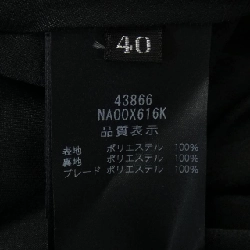 40
43866
NA00X616K
品質表示
表地 ポリエステル 100%
裏地 ポリエステル 100%
ブレード ポリエステル 100%